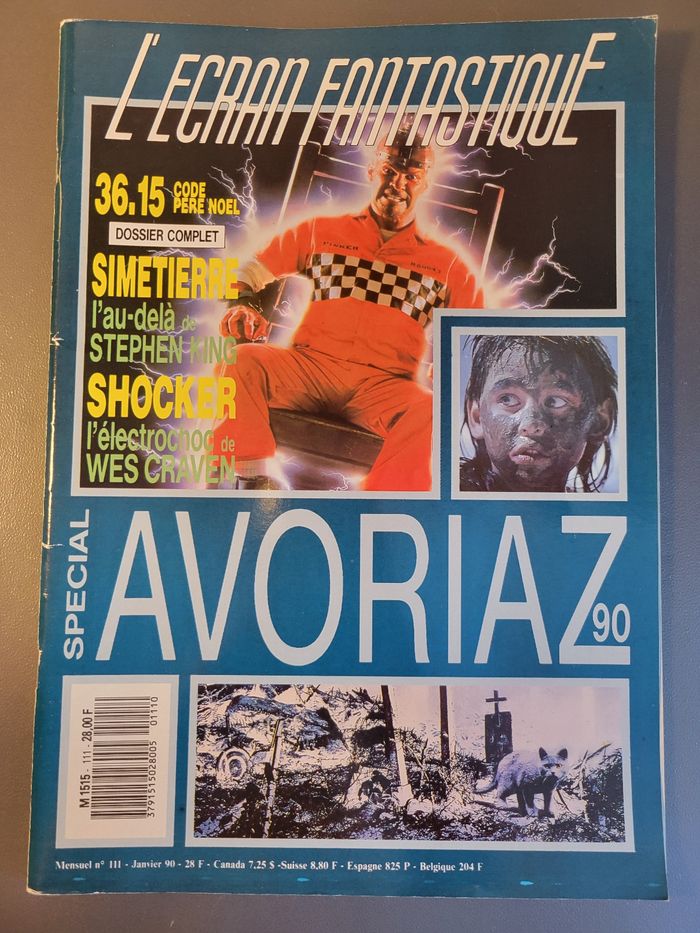 L'ECRAN FANTASTIQUE
36.15 CODE
PERE NOEL
DOSSIER COMPLET
SIMETIERRE
l'au-delà de
STEPHEN KING
SHOCKER
l'électrochoc de
WES CRAVEN
PINKER
SPECIAL
AVORIAZ
90
M 1515 - 111 - 28,00 F
3791515028005
01110
Mensuel n° 111 - Janvier 90 - 28 F - Canada 7.25 $ -Suisse 8,80 F - Espagne 825 P - Belgique 204 F